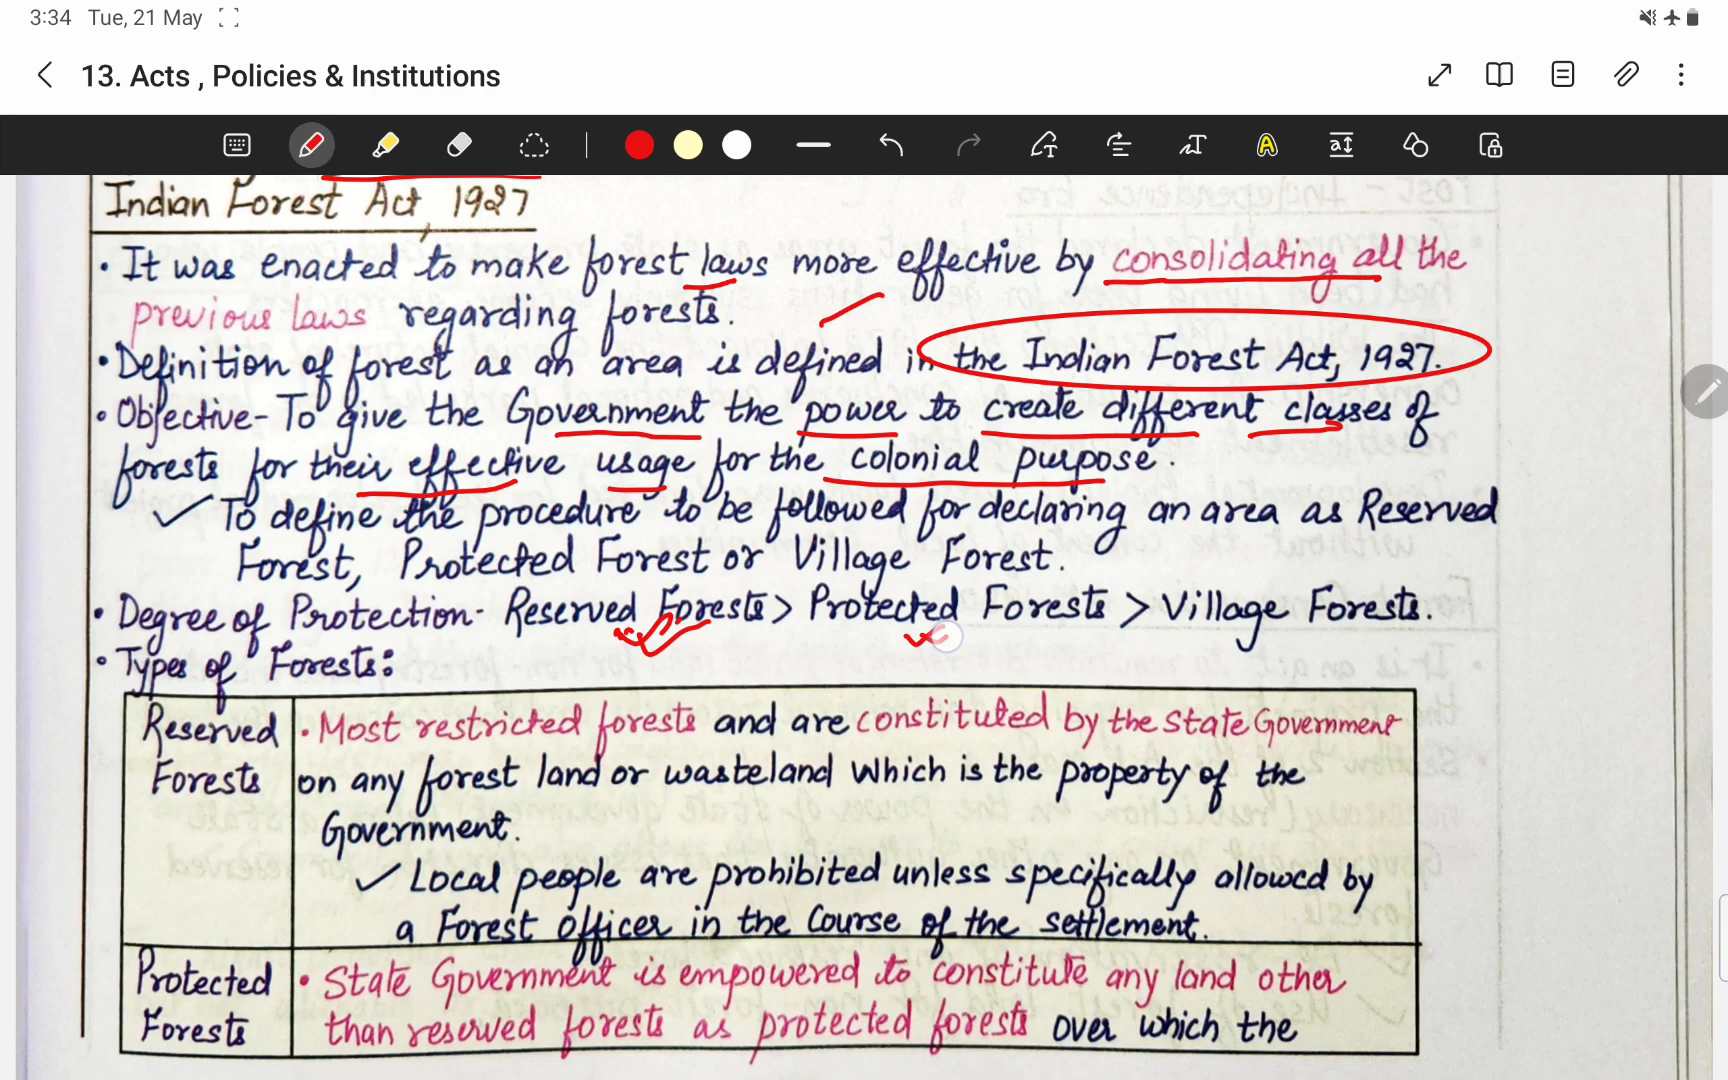 3:34 Tue, 21 May
13. Acts , Policies & Institutions
Indian Forest Act, 1927
• It was enacted to make forest laws more effective by consolidating all the
previous laws regarding forests.
• Definition of forest as an area is defined in the Indian Forest Act, 1927.
• Objective- To give the Government the power to create different classes of
forests for their effective usage for the colonial purpose.
✓ To define the procedure to be followed for declaring an area as Reserved
Forest, Protected Forest or Village Forest.
• Degree of Protection- Reserved Forests > Protected Forests > Village Forests.
• Types of Forests:
Reserved Forests
• Most restricted forests and are constituted by the State Government
on any forest land or wasteland which is the property of the
Government.
✓ Local people are prohibited unless specifically allowed by
a Forest officer in the Course of the settlement.
Protected Forests
• State Government is empowered to constitute any land other
than reserved forests as protected forests over which the